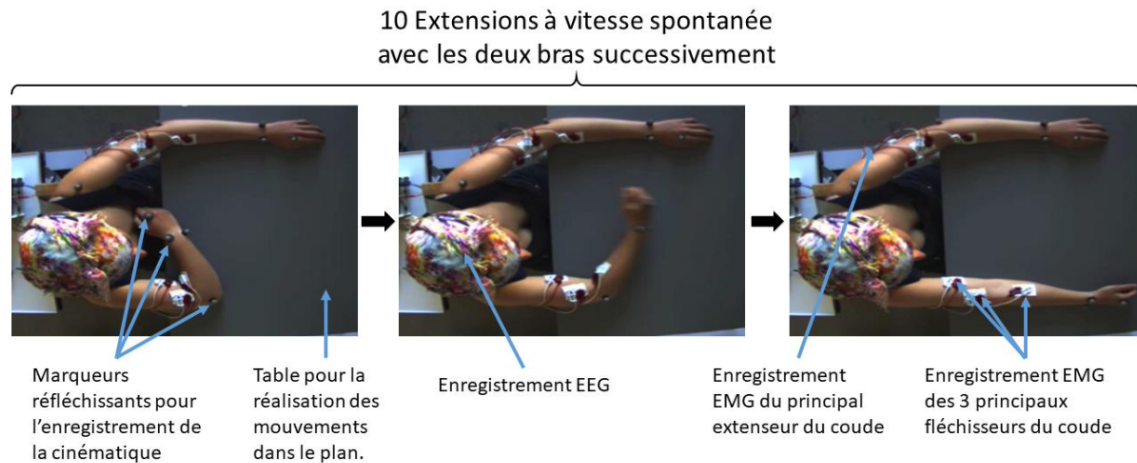 10 Extensions à vitesse spontanée
avec les deux bras successivement
Marqueurs
réfléchissants pour
l'enregistrement de
la cinématique
Table pour la
réalisation des
mouvements
dans le plan.
Enregistrement EEG
Enregistrement
EMG du principal
extenseur du coude
Enregistrement EMG
des 3 principaux
fléchisseurs du coude